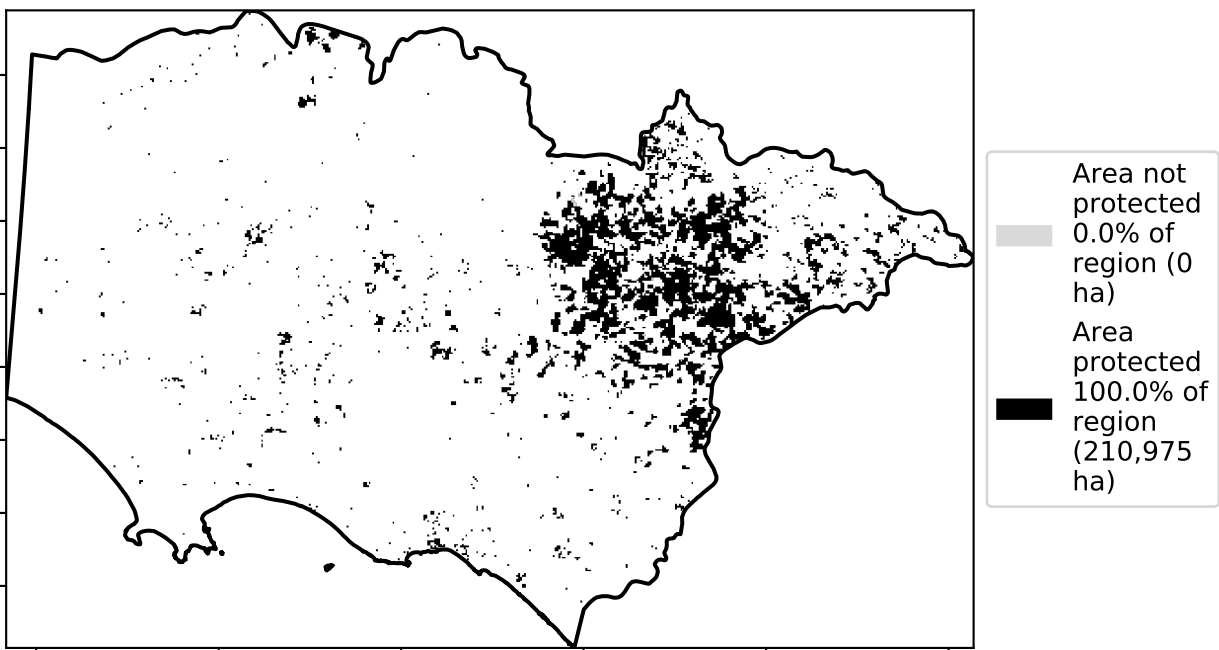 Area not
protected
0.0% of
region (0
ha)
Area
protected
100.0% of
region
(210,975
ha)